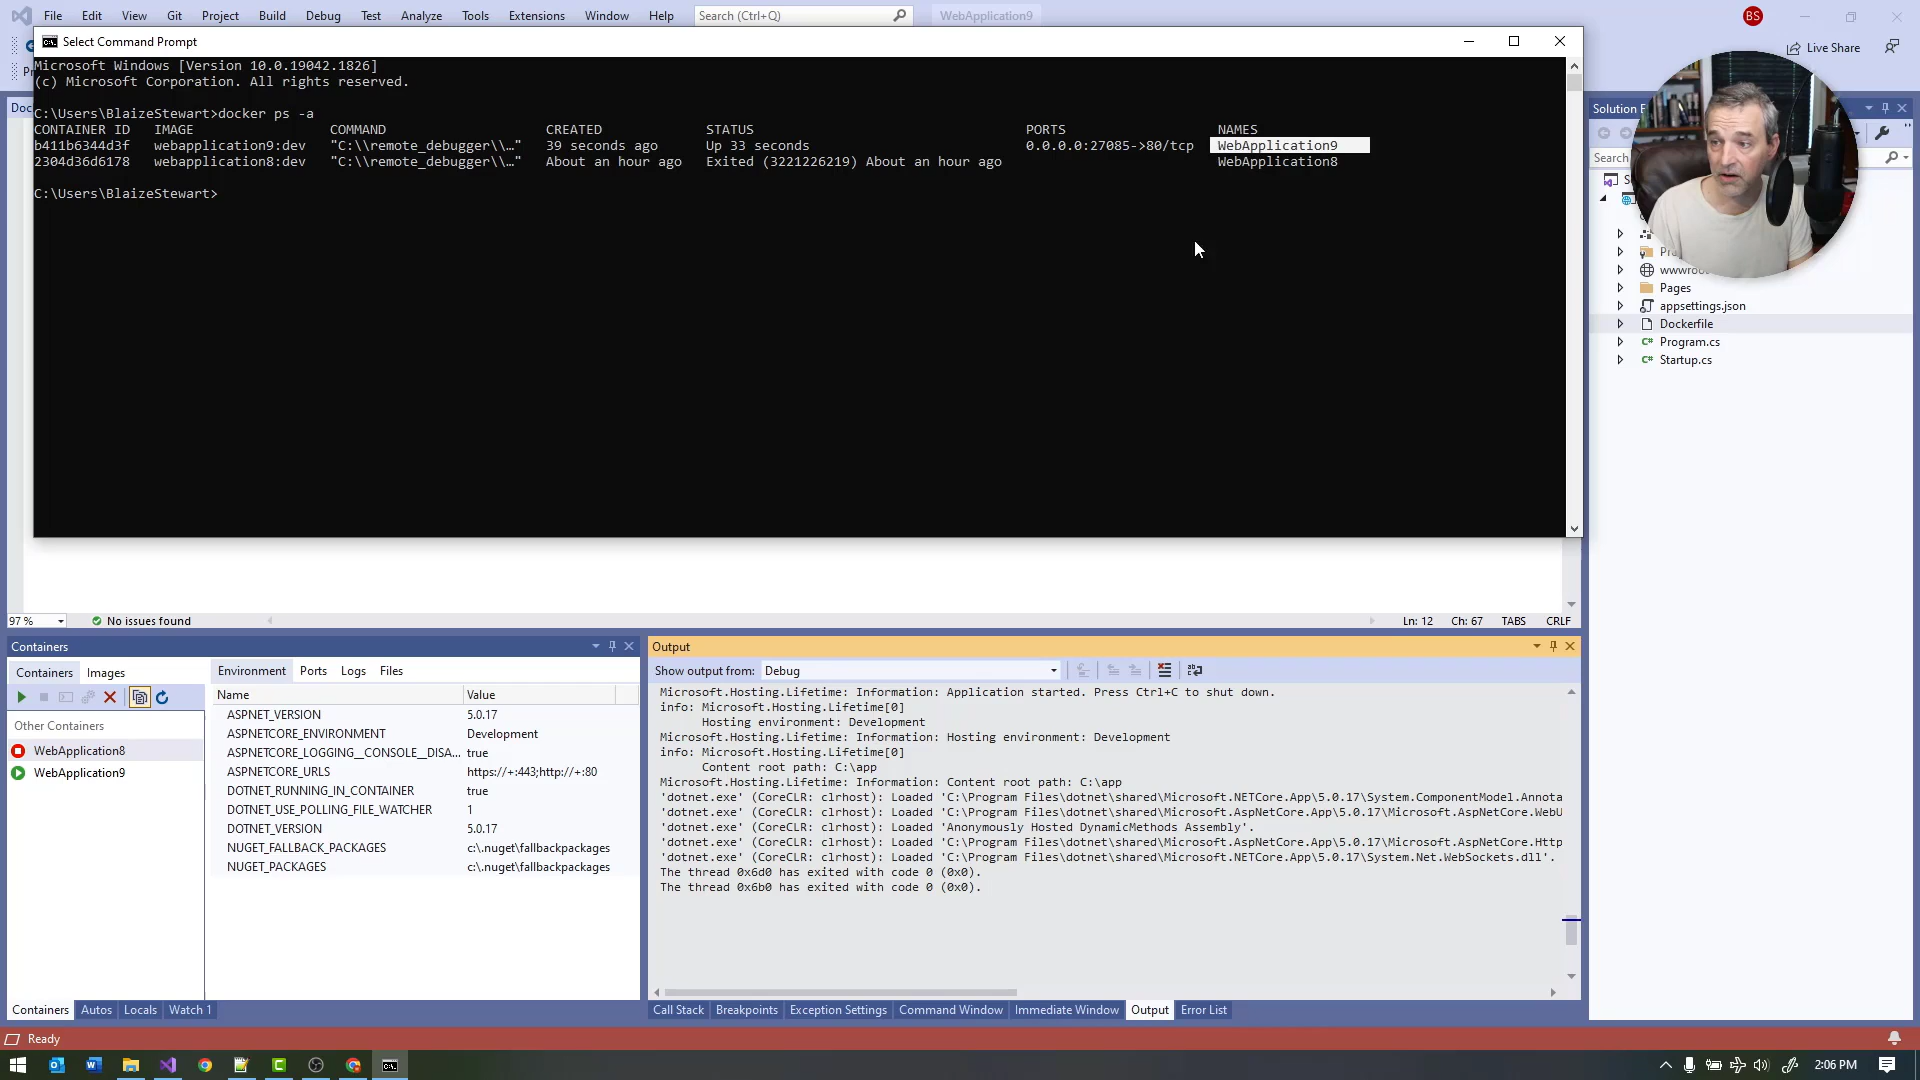 File Edit View Git Project Build Debug Test Analyze Tools Extensions Window Help Search (Ctrl+Q) WebApplication9 BS
Live Share
Select Command Prompt
Microsoft Windows [Version 10.0.19042.1826]
(c) Microsoft Corporation. All rights reserved.
C:\Users\BlaizeStewart>docker ps -a
CONTAINER ID IMAGE COMMAND CREATED STATUS PORTS NAMES
b411b6344d3f webapplication9:dev "C:\\remote_debugger\\…" 39 seconds ago Up 33 seconds 0.0.0.0:27085->80/tcp WebApplication9
2304d36d6178 webapplication8:dev "C:\\remote_debugger\\…" About an hour ago Exited (3221226219) About an hour ago WebApplication8
C:\Users\BlaizeStewart>
Solution E
Search
Pages
appsettings.json
Dockerfile
Program.cs
Startup.cs
97 % No issues found Ln: 12 Ch: 67 TABS CRLF
Containers
Containers Images
Other Containers
WebApplication8
WebApplication9
Environment Ports Logs Files
Name Value
ASPNET_VERSION 5.0.17
ASPNETCORE_ENVIRONMENT Development
ASPNETCORE_LOGGING__CONSOLE__DISA... true
ASPNETCORE_URLS https://+:443;http://+:80
DOTNET_RUNNING_IN_CONTAINER true
DOTNET_USE_POLLING_FILE_WATCHER 1
DOTNET_VERSION 5.0.17
NUGET_FALLBACK_PACKAGES c:\.nuget\fallbackpackages
NUGET_PACKAGES c:\.nuget\fallbackpackages
Output
Show output from: Debug
Microsoft.Hosting.Lifetime: Information: Application started. Press Ctrl+C to shut down.
info: Microsoft.Hosting.Lifetime[0]
Hosting environment: Development
Microsoft.Hosting.Lifetime: Information: Hosting environment: Development
info: Microsoft.Hosting.Lifetime[0]
Content root path: C:\app
Microsoft.Hosting.Lifetime: Information: Content root path: C:\app
'dotnet.exe' (CoreCLR: clrhost): Loaded 'C:\Program Files\dotnet\shared\Microsoft.NETCore.App\5.0.17\System.ComponentModel.Annota
'dotnet.exe' (CoreCLR: clrhost): Loaded 'C:\Program Files\dotnet\shared\Microsoft.AspNetCore.App\5.0.17\Microsoft.AspNetCore.WebU
'dotnet.exe' (CoreCLR: clrhost): Loaded 'Anonymously Hosted DynamicMethods Assembly'.
'dotnet.exe' (CoreCLR: clrhost): Loaded 'C:\Program Files\dotnet\shared\Microsoft.AspNetCore.App\5.0.17\Microsoft.AspNetCore.Http
'dotnet.exe' (CoreCLR: clrhost): Loaded 'C:\Program Files\dotnet\shared\Microsoft.NETCore.App\5.0.17\System.Net.WebSockets.dll'.
The thread 0x6d0 has exited with code 0 (0x0).
The thread 0x6b0 has exited with code 0 (0x0).
Containers Autos Locals Watch 1
Call Stack Breakpoints Exception Settings Command Window Immediate Window Output Error List
Ready
2:06 PM